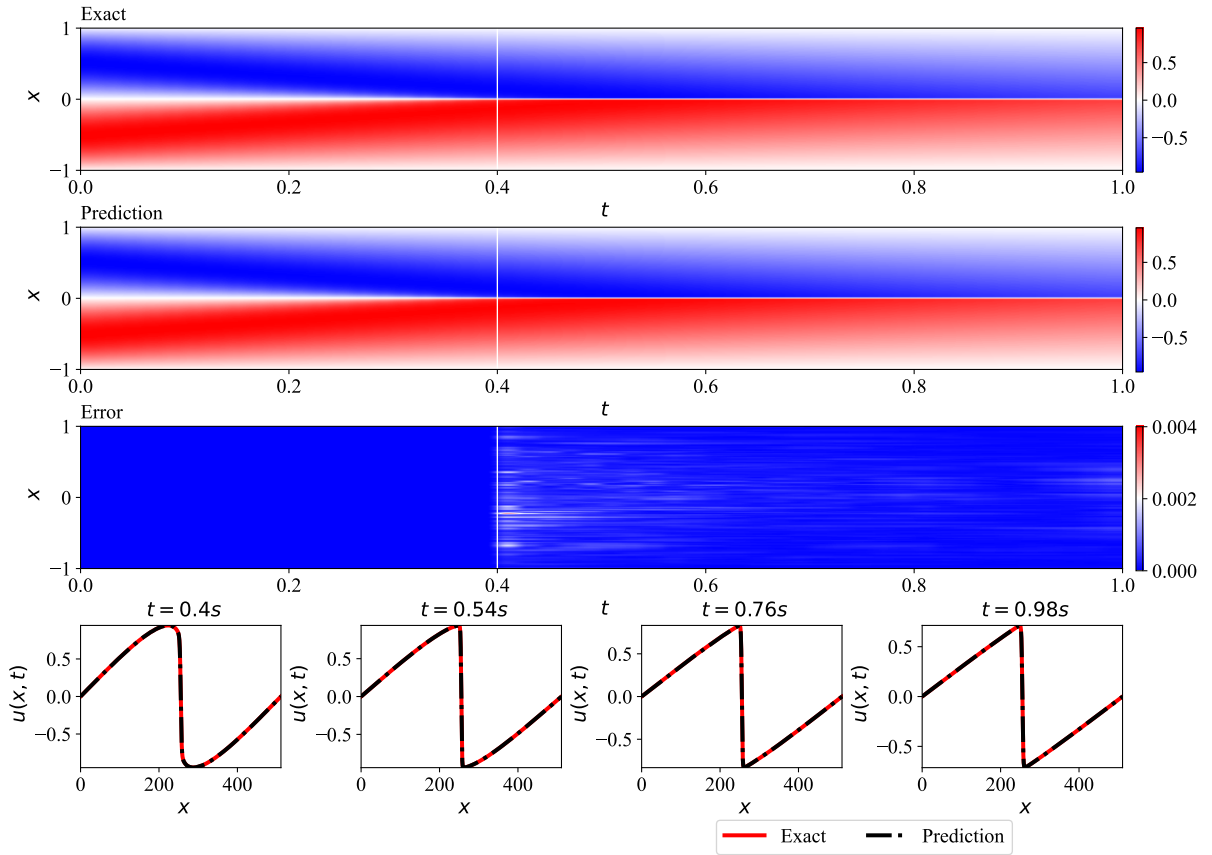 Exact
1
0
−1
x
0.0 0.2 0.4 0.6 0.8 1.0
t
0.5
0.0
−0.5
Prediction
1
0
−1
x
0.0 0.2 0.4 0.6 0.8 1.0
t
0.5
0.0
−0.5
Error
1
0
−1
x
0.0 0.2 0.4 0.6 0.8 1.0
t
0.004
0.002
0.000
t = 0.4s
u(x, t)
0.5
0.0
−0.5
0 200 400
x
t = 0.54s
u(x, t)
0.5
0.0
−0.5
0 200 400
x
t = 0.76s
u(x, t)
0.5
0.0
−0.5
0 200 400
x
t = 0.98s
u(x, t)
0.5
0.0
−0.5
0 200 400
x
Exact Prediction